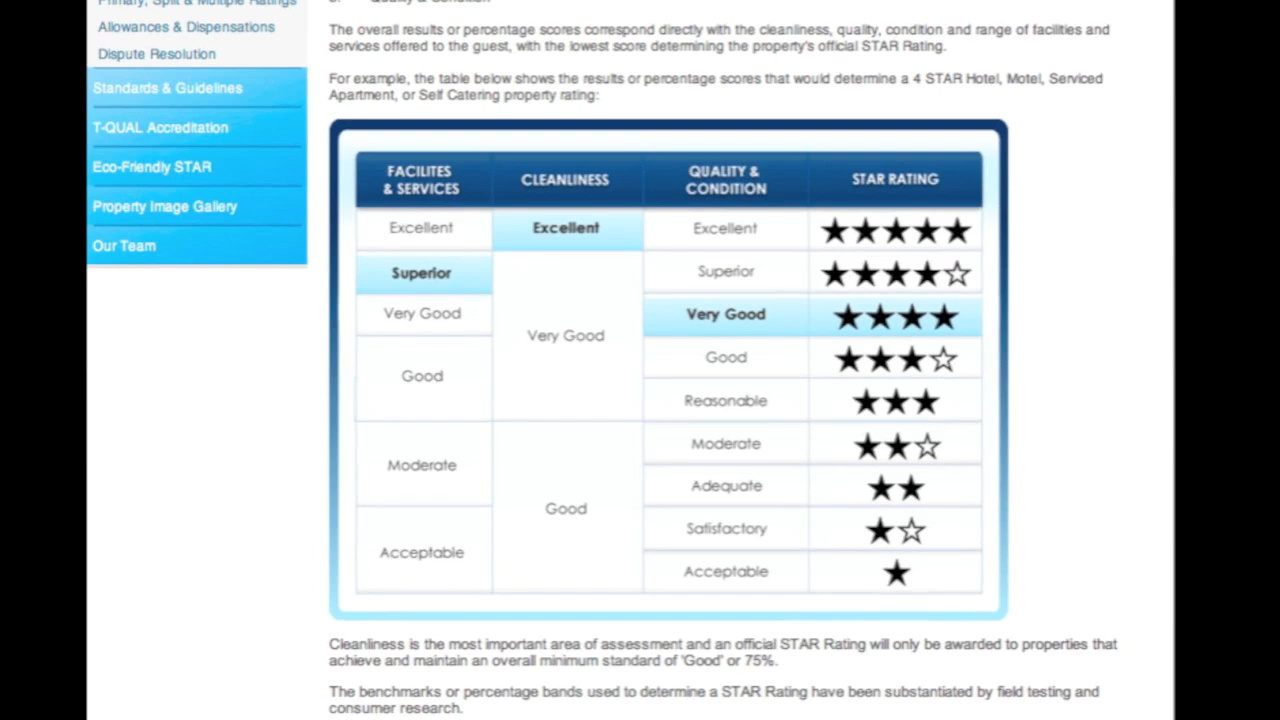 Primary, Split & Multiple Ratings
Allowances & Dispensations
Dispute Resolution
Standards & Guidelines
T-QUAL Accreditation
Eco-Friendly STAR
Property Image Gallery
Our Team
Quality & Condition
The overall results or percentage scores correspond directly with the cleanliness, quality, condition and range of facilities and
services offered to the guest, with the lowest score determining the property's official STAR Rating.
For example, the table below shows the results or percentage scores that would determine a 4 STAR Hotel, Motel, Serviced
Apartment, or Self Catering property rating:
FACILITES
& SERVICES
CLEANLINESS
QUALITY &
CONDITION
STAR RATING
Excellent
Excellent
Excellent
Superior
Superior
Very Good
Very Good
Very Good
Good
Good
Reasonable
Moderate
Moderate
Adequate
Good
Satisfactory
Acceptable
Acceptable
Cleanliness is the most important area of assessment and an official STAR Rating will only be awarded to properties that
achieve and maintain an overall minimum standard of 'Good' or 75%.
The benchmarks or percentage bands used to determine a STAR Rating have been substantiated by field testing and
consumer research.